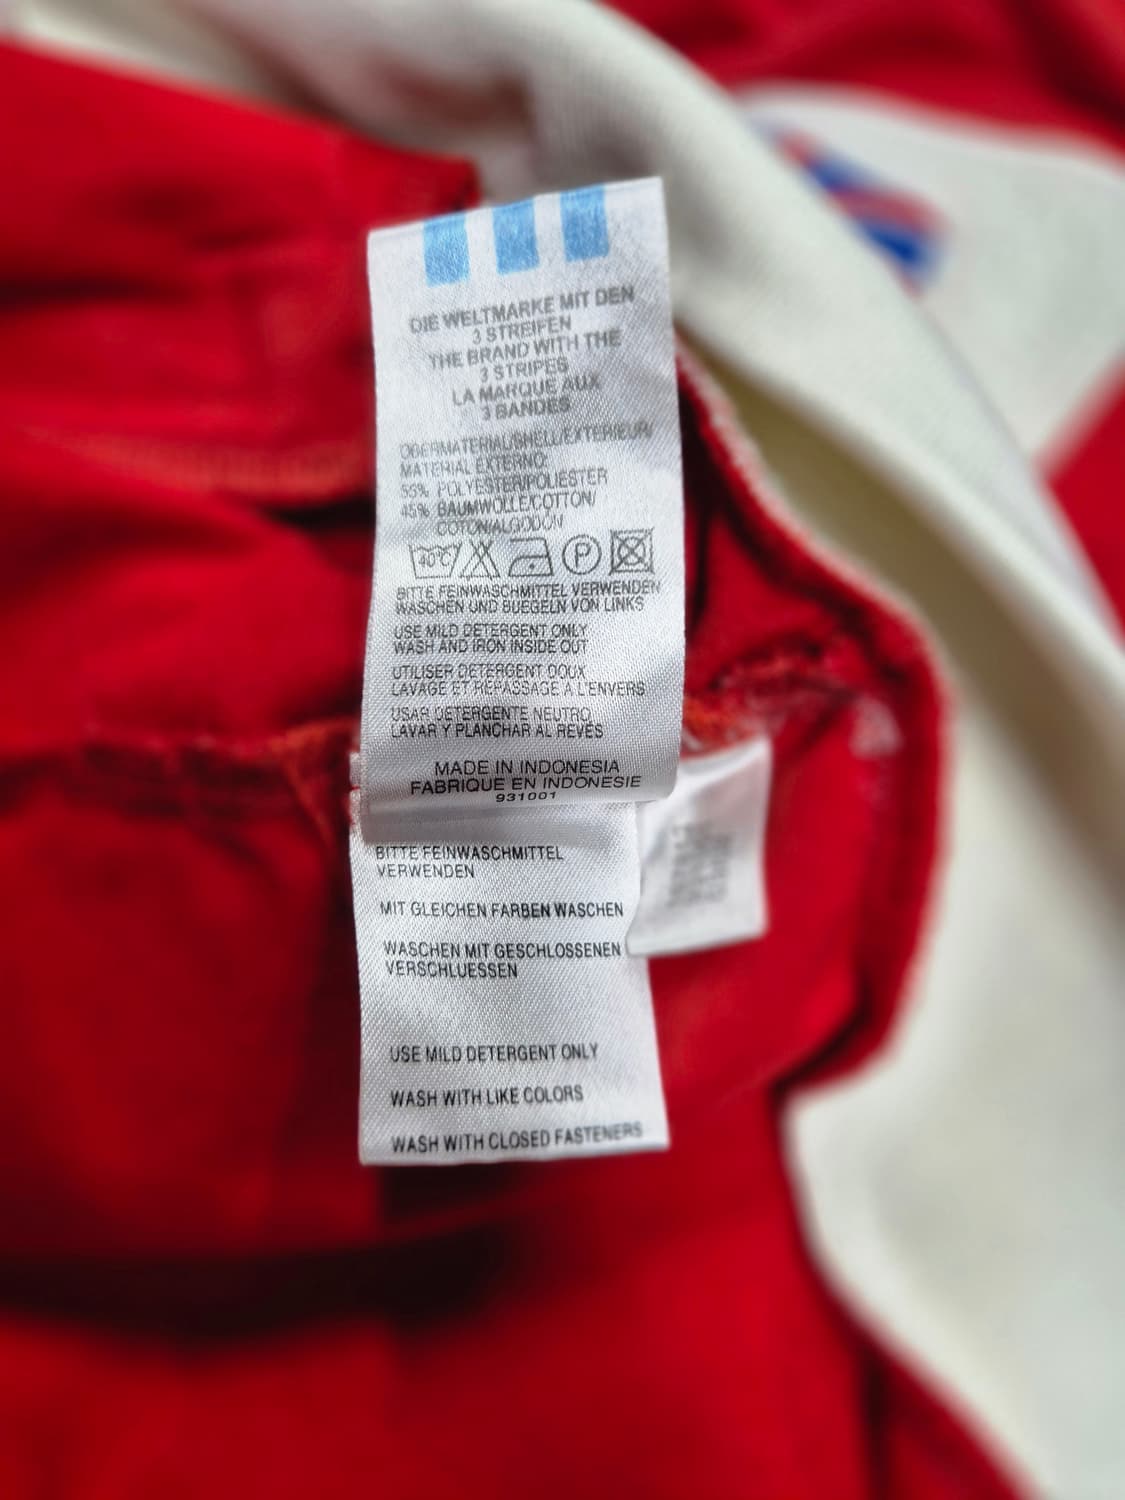 DIE WELTMARKE MIT DEN
3 STREIFEN
THE BRAND WITH THE
3 STRIPES
LA MARQUE AUX
3 BANDES
OBERMATERIAL/SHELL/EXTERIEUR/
MATERIAL EXTERNO:
55% POLYESTER/POLIESTER
45% BAUMWOLLE/COTTON/
COTON/ALGODON
40°C P
BITTE FEINWASCHMITTEL VERWENDEN
WASCHEN UND BUEGELN VON LINKS
USE MILD DETERGENT ONLY
WASH AND IRON INSIDE OUT
UTILISER DETERGENT DOUX
LAVAGE ET REPASSAGE A L'ENVERS
USAR DETERGENTE NEUTRO
LAVAR Y PLANCHAR AL REVES
MADE IN INDONESIA
FABRIQUE EN INDONESIE
931001
BITTE FEINWASCHMITTEL
VERWENDEN
MIT GLEICHEN FARBEN WASCHEN
WASCHEN MIT GESCHLOSSENEN
VERSCHLUESSEN
USE MILD DETERGENT ONLY
WASH WITH LIKE COLORS
WASH WITH CLOSED FASTENERS